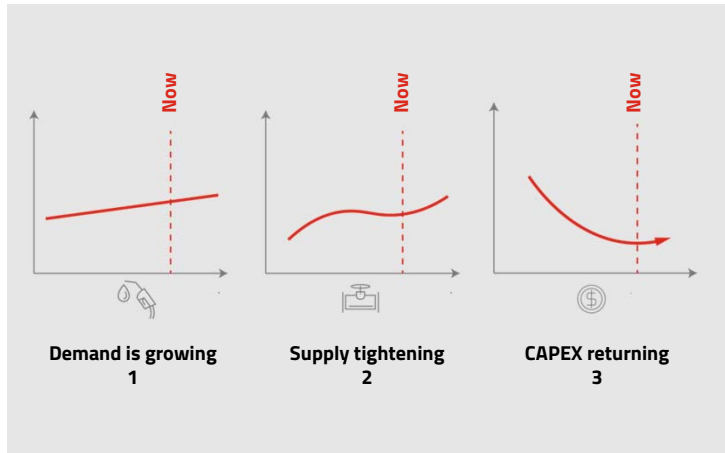 Now
Now
Now
Demand is growing
1
Supply tightening
2
CAPEX returning
3